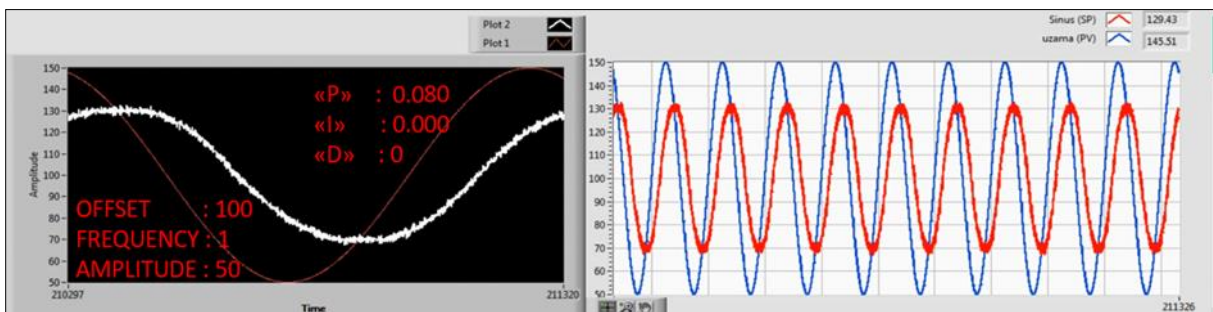 Plot 2
Plot 1
150
140
130
120
110
100
90
80
70
60
50
Amplitude
210297
211320
Time
«P» : 0.080
«I» : 0.000
«D» : 0
OFFSET : 100
FREQUENCY : 1
AMPLITUDE : 50
Sinus (SP) 129.43
uzama (PV) 145.51
150
140
130
120
110
100
90
80
70
60
50
211326